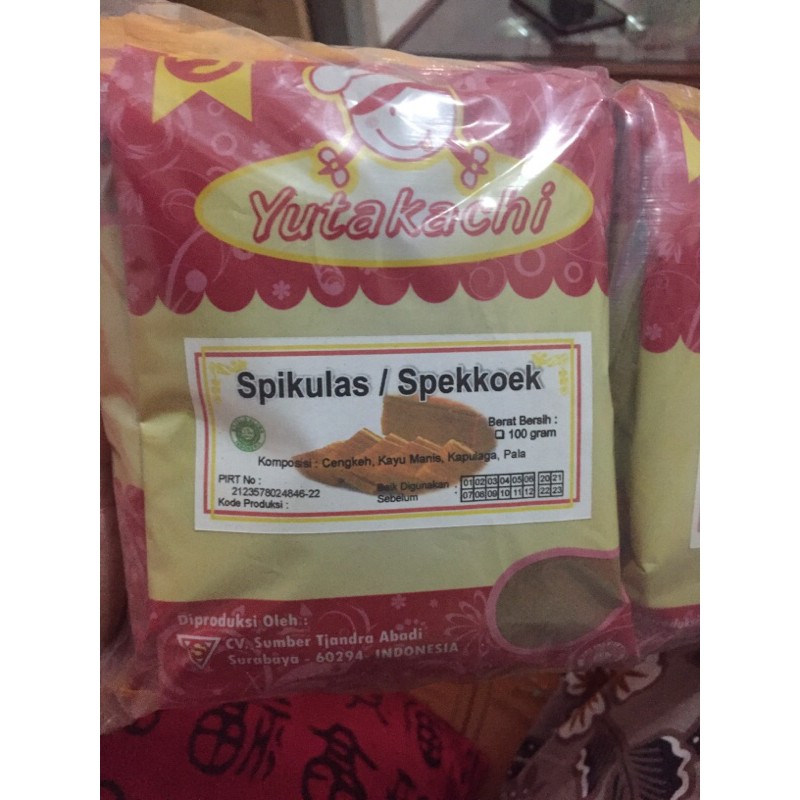 Yutakachi
Spikulas / Spekkoek
Berat Bersih :
100 gram
Komposisi : Cengkeh, Kayu Manis, Kapulaga, Pala
PIRT No :
2123578024846-22
Kode Produksi :
Baik Digunakan
Sebelum :
01 02 03 04 05 06 20 21
07 08 09 10 11 12 22 23
Diproduksi Oleh :
CV. Sumber Tjandra Abadi
Surabaya - 60294- INDONESIA